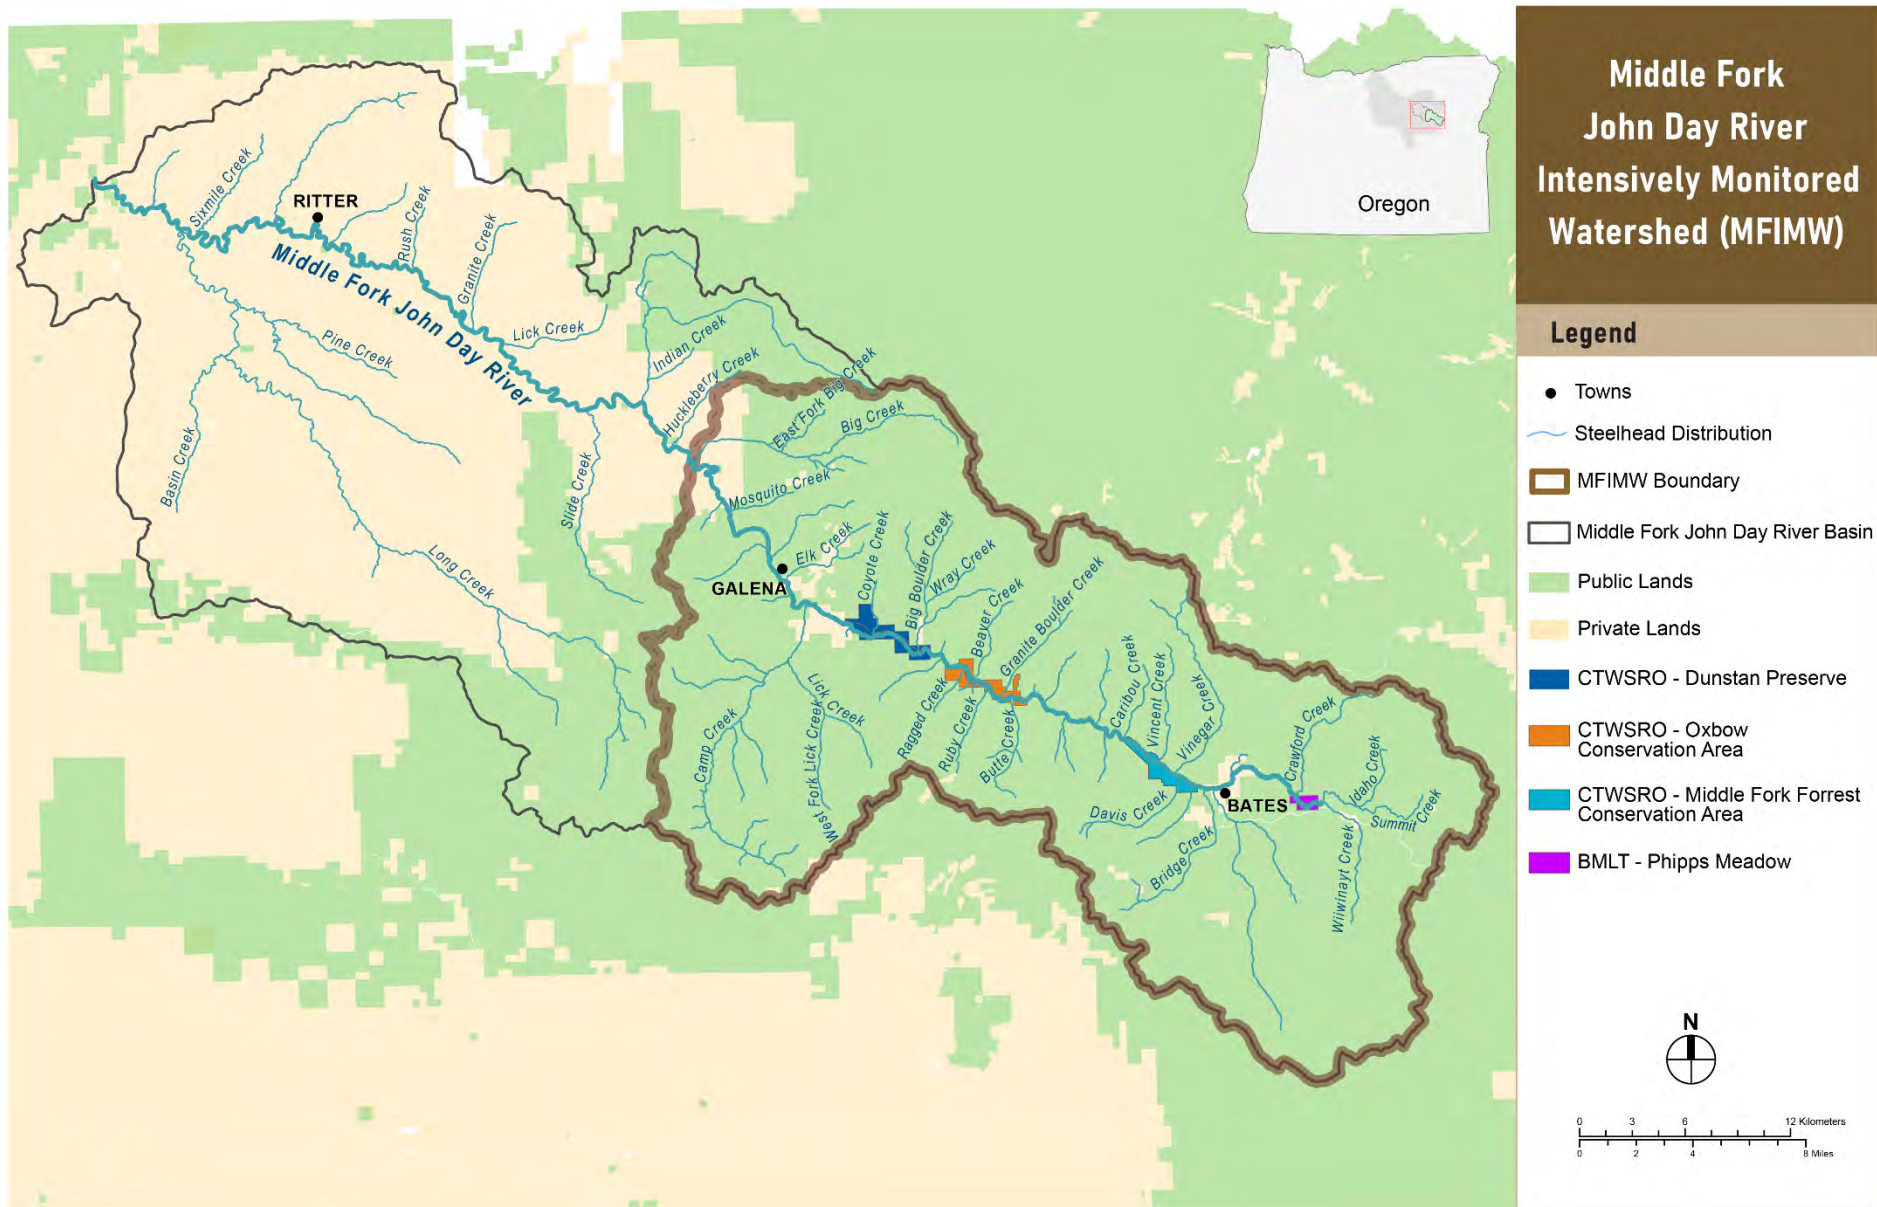 Middle Fork
John Day River
Intensively Monitored
Watershed (MFIMW)
Legend
Towns
Steelhead Distribution
MFIMW Boundary
Middle Fork John Day River Basin
Public Lands
Private Lands
CTWSRO - Dunstan Preserve
CTWSRO - Oxbow
Conservation Area
CTWSRO - Middle Fork Forrest
Conservation Area
BMLT - Phipps Meadow
N
0 3 6 12 Kilometers
0 2 4 8 Miles
Oregon
Sixmile Creek
RITTER
Rush Creek
Granite Creek
Middle Fork John Day River
Lick Creek
Pine Creek
Basin Creek
Long Creek
Slide Creek
Indian Creek
Huckleberry Creek
East Fork Big Creek
Big Creek
Mosquito Creek
Elk Creek
GALENA
Coyote Creek
Big Boulder Creek
Wray Creek
Beaver Creek
Granite Boulder Creek
Lick Creek
West Fork Lick Creek
Camp Creek
Ragged Creek
Ruby Creek
Butte Creek
Caribou Creek
Vincent Creek
Vinegar Creek
Davis Creek
Bridge Creek
BATES
Crawford Creek
Idaho Creek
Summit Creek
Wiiwinayt Creek